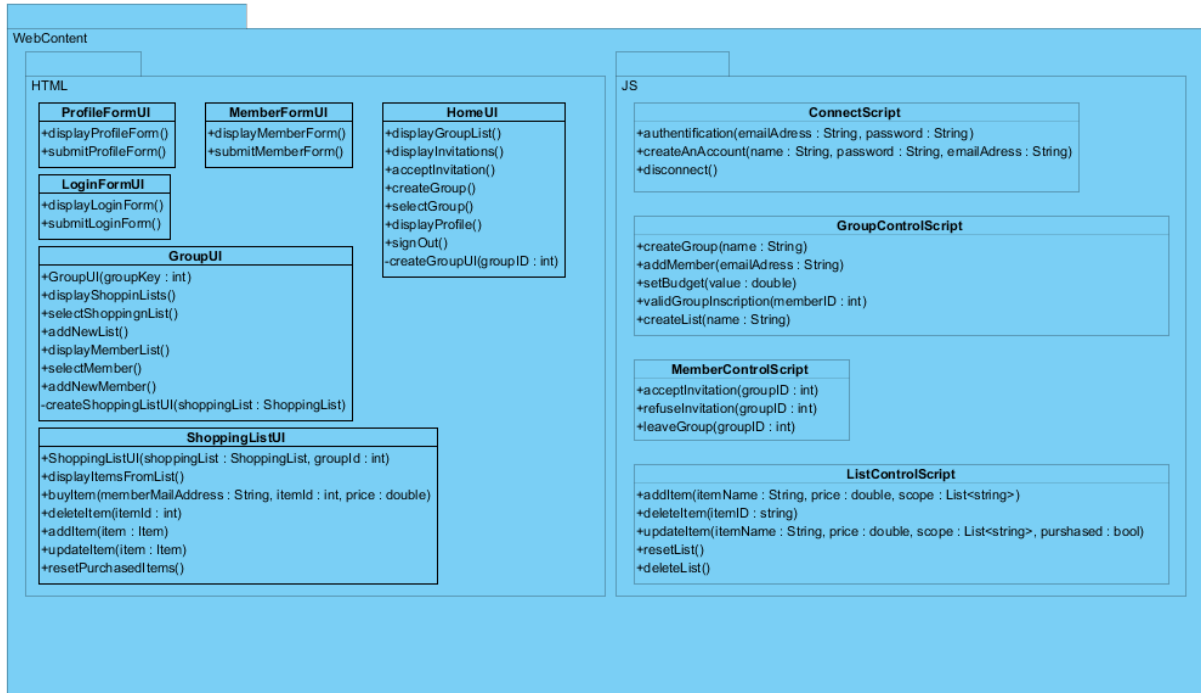 WebContent
HTML
ProfileFormUI
+displayProfileForm()
+submitProfileForm()
MemberFormUI
+displayMemberForm()
+submitMemberForm()
HomeUI
+displayGroupList()
+displayInvitations()
+acceptInvitation()
+createGroup()
+selectGroup()
+displayProfile()
+signOut()
-createGroupUI(groupID : int)
LoginFormUI
+displayLoginForm()
+submitLoginForm()
GroupUI
+GroupUI(groupKey : int)
+displayShoppinLists()
+selectShoppingnList()
+addNewList()
+displayMemberList()
+selectMember()
+addNewMember()
-createShoppingListUI(shoppingList : ShoppingList)
ShoppingListUI
+ShoppingListUI(shoppingList : ShoppingList, groupId : int)
+displayItemsFromList()
+buyItem(memberMailAddress : String, itemId : int, price : double)
+deleteItem(itemId : int)
+addItem(item : Item)
+updateItem(item : Item)
+resetPurchasedItems()
JS
ConnectScript
+authentification(emailAdress : String, password : String)
+createAnAccount(name : String, password : String, emailAdress : String)
+disconnect()
GroupControlScript
+createGroup(name : String)
+addMember(emailAdress : String)
+setBudget(value : double)
+validGroupInscription(memberID : int)
+createList(name : String)
MemberControlScript
+acceptInvitation(groupID : int)
+refuseInvitation(groupID : int)
+leaveGroup(groupID : int)
ListControlScript
+addItem(itemName : String, price : double, scope : List<string>)
+deleteItem(itemID : string)
+updateItem(itemName : String, price : double, scope : List<string>, purshased : bool)
+resetList()
+deleteList()